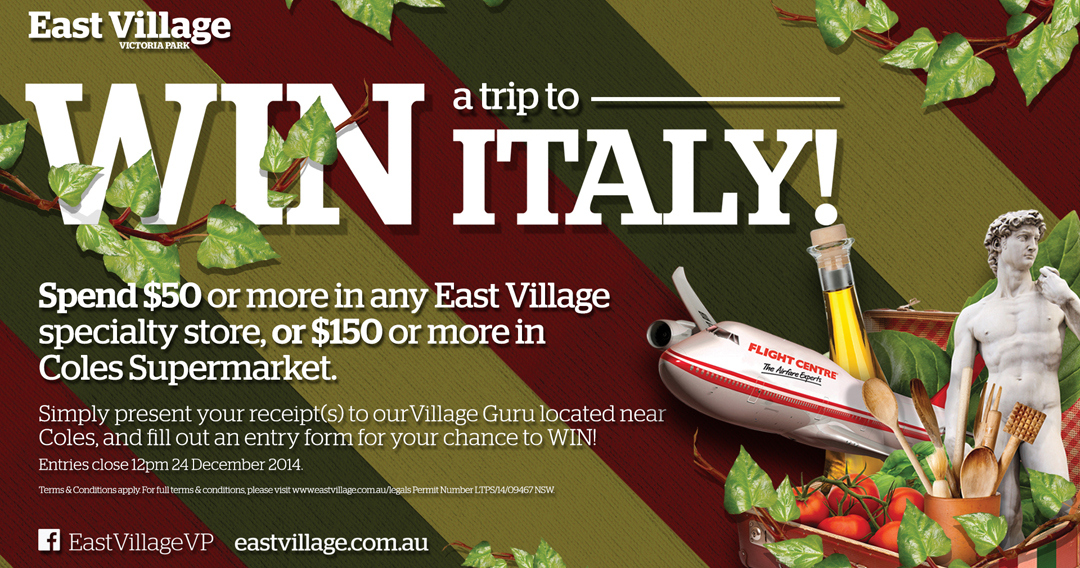 East Village
VICTORIA PARK
WIN a trip to
ITALY!
Spend $50 or more in any East Village
specialty store, or $150 or more in
Coles Supermarket.
Simply present your receipt(s) to our Village Guru located near
Coles, and fill out an entry form for your chance to WIN!
Entries close 12pm 24 December 2014.
Terms & Conditions apply. For full terms & conditions, please visit www.eastvillage.com.au/legals Permit Number LTPS/14/09467 NSW.
FLIGHT CENTRE
The Airfare Experts
EastVillageVP eastvillage.com.au